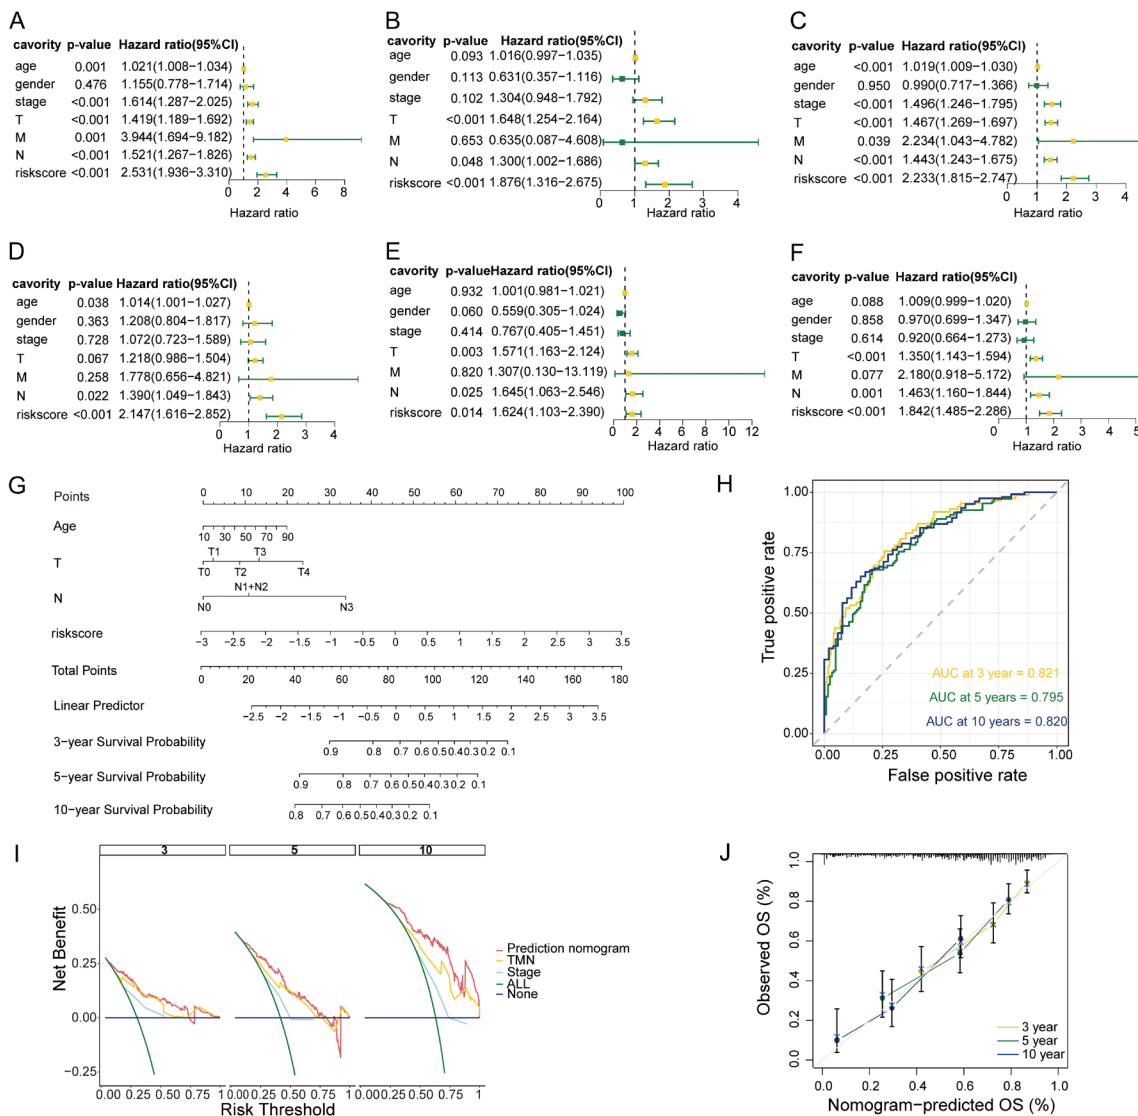 A
cavority p-value Hazard ratio(95%CI)
age 0.001 1.021(1.008−1.034)
gender 0.476 1.155(0.778−1.714)
stage <0.001 1.614(1.287−2.025)
T <0.001 1.419(1.189−1.692)
M 0.001 3.944(1.694−9.182)
N <0.001 1.521(1.267−1.826)
riskscore <0.001 2.531(1.936−3.310)
0 2 4 6 8
Hazard ratio
B
cavority p-value Hazard ratio(95%CI)
age 0.093 1.016(0.997−1.035)
gender 0.113 0.631(0.357−1.116)
stage 0.102 1.304(0.948−1.792)
T <0.001 1.648(1.254−2.164)
M 0.653 0.635(0.087−4.608)
N 0.048 1.300(1.002−1.686)
riskscore <0.001 1.876(1.316−2.675)
0 1 2 3 4
Hazard ratio
C
cavority p-value Hazard ratio(95%CI)
age <0.001 1.019(1.009−1.030)
gender 0.950 0.990(0.717−1.366)
stage <0.001 1.496(1.246−1.795)
T <0.001 1.467(1.269−1.697)
M 0.039 2.234(1.043−4.782)
N <0.001 1.443(1.243−1.675)
riskscore <0.001 2.233(1.815−2.747)
0 1 2 3 4
Hazard ratio
D
cavority p-value Hazard ratio(95%CI)
age 0.038 1.014(1.001−1.027)
gender 0.363 1.208(0.804−1.817)
stage 0.728 1.072(0.723−1.589)
T 0.067 1.218(0.986−1.504)
M 0.258 1.778(0.656−4.821)
N 0.022 1.390(1.049−1.843)
riskscore <0.001 2.147(1.616−2.852)
0 1 2 3 4
Hazard ratio
E
cavority p-value Hazard ratio(95%CI)
age 0.932 1.001(0.981−1.021)
gender 0.060 0.559(0.305−1.024)
stage 0.414 0.767(0.405−1.451)
T 0.003 1.571(1.163−2.124)
M 0.820 1.307(0.130−13.119)
N 0.025 1.645(1.063−2.546)
riskscore 0.014 1.624(1.103−2.390)
0 2 4 6 8 10 12
Hazard ratio
F
cavority p-value Hazard ratio(95%CI)
age 0.088 1.009(0.999−1.020)
gender 0.858 0.970(0.699−1.347)
stage 0.614 0.920(0.664−1.273)
T <0.001 1.350(1.143−1.594)
M 0.077 2.180(0.918−5.172)
N 0.001 1.463(1.160−1.844)
riskscore <0.001 1.842(1.485−2.286)
0 1 2 3 4 5
Hazard ratio
G
Points 0 10 20 30 40 50 60 70 80 90 100
Age
10 30 50 70 90
T1 T3
T
T0 T2 T4
N1+N2
N
N0 N3
riskscore
−3 −2.5 −2 −1.5 −1 −0.5 0 0.5 1 1.5 2 2.5 3 3.5
Total Points
0 20 40 60 80 100 120 140 160 180
Linear Predictor
−2.5 −2 −1.5 −1 −0.5 0 0.5 1 1.5 2 2.5 3 3.5
3−year Survival Probability
0.9 0.8 0.7 0.6 0.5 0.4 0.3 0.2 0.1
5−year Survival Probability
0.9 0.8 0.7 0.6 0.5 0.4 0.3 0.2 0.1
10−year Survival Probability
0.8 0.7 0.6 0.5 0.4 0.3 0.2 0.1
H
True positive rate
1.00
0.75
0.50
0.25
0.00
AUC at 3 year = 0.821
AUC at 5 years = 0.795
AUC at 10 years = 0.820
0.00 0.25 0.50 0.75 1.00
False positive rate
I
3 5 10
Net Benefit
0.50
0.25
0.00
−0.25
Prediction nomogram
TMN
Stage
ALL
None
0.00 0.25 0.50 0.75 1 0.00 0.25 0.50 0.75 1 0.00 0.25 0.50 0.75 1
Risk Threshold
J
Observed OS (%)
1.0
0.8
0.6
0.4
0.2
0.0
3 year
5 year
10 year
0.0 0.2 0.4 0.6 0.8 1.0
Nomogram−predicted OS (%)